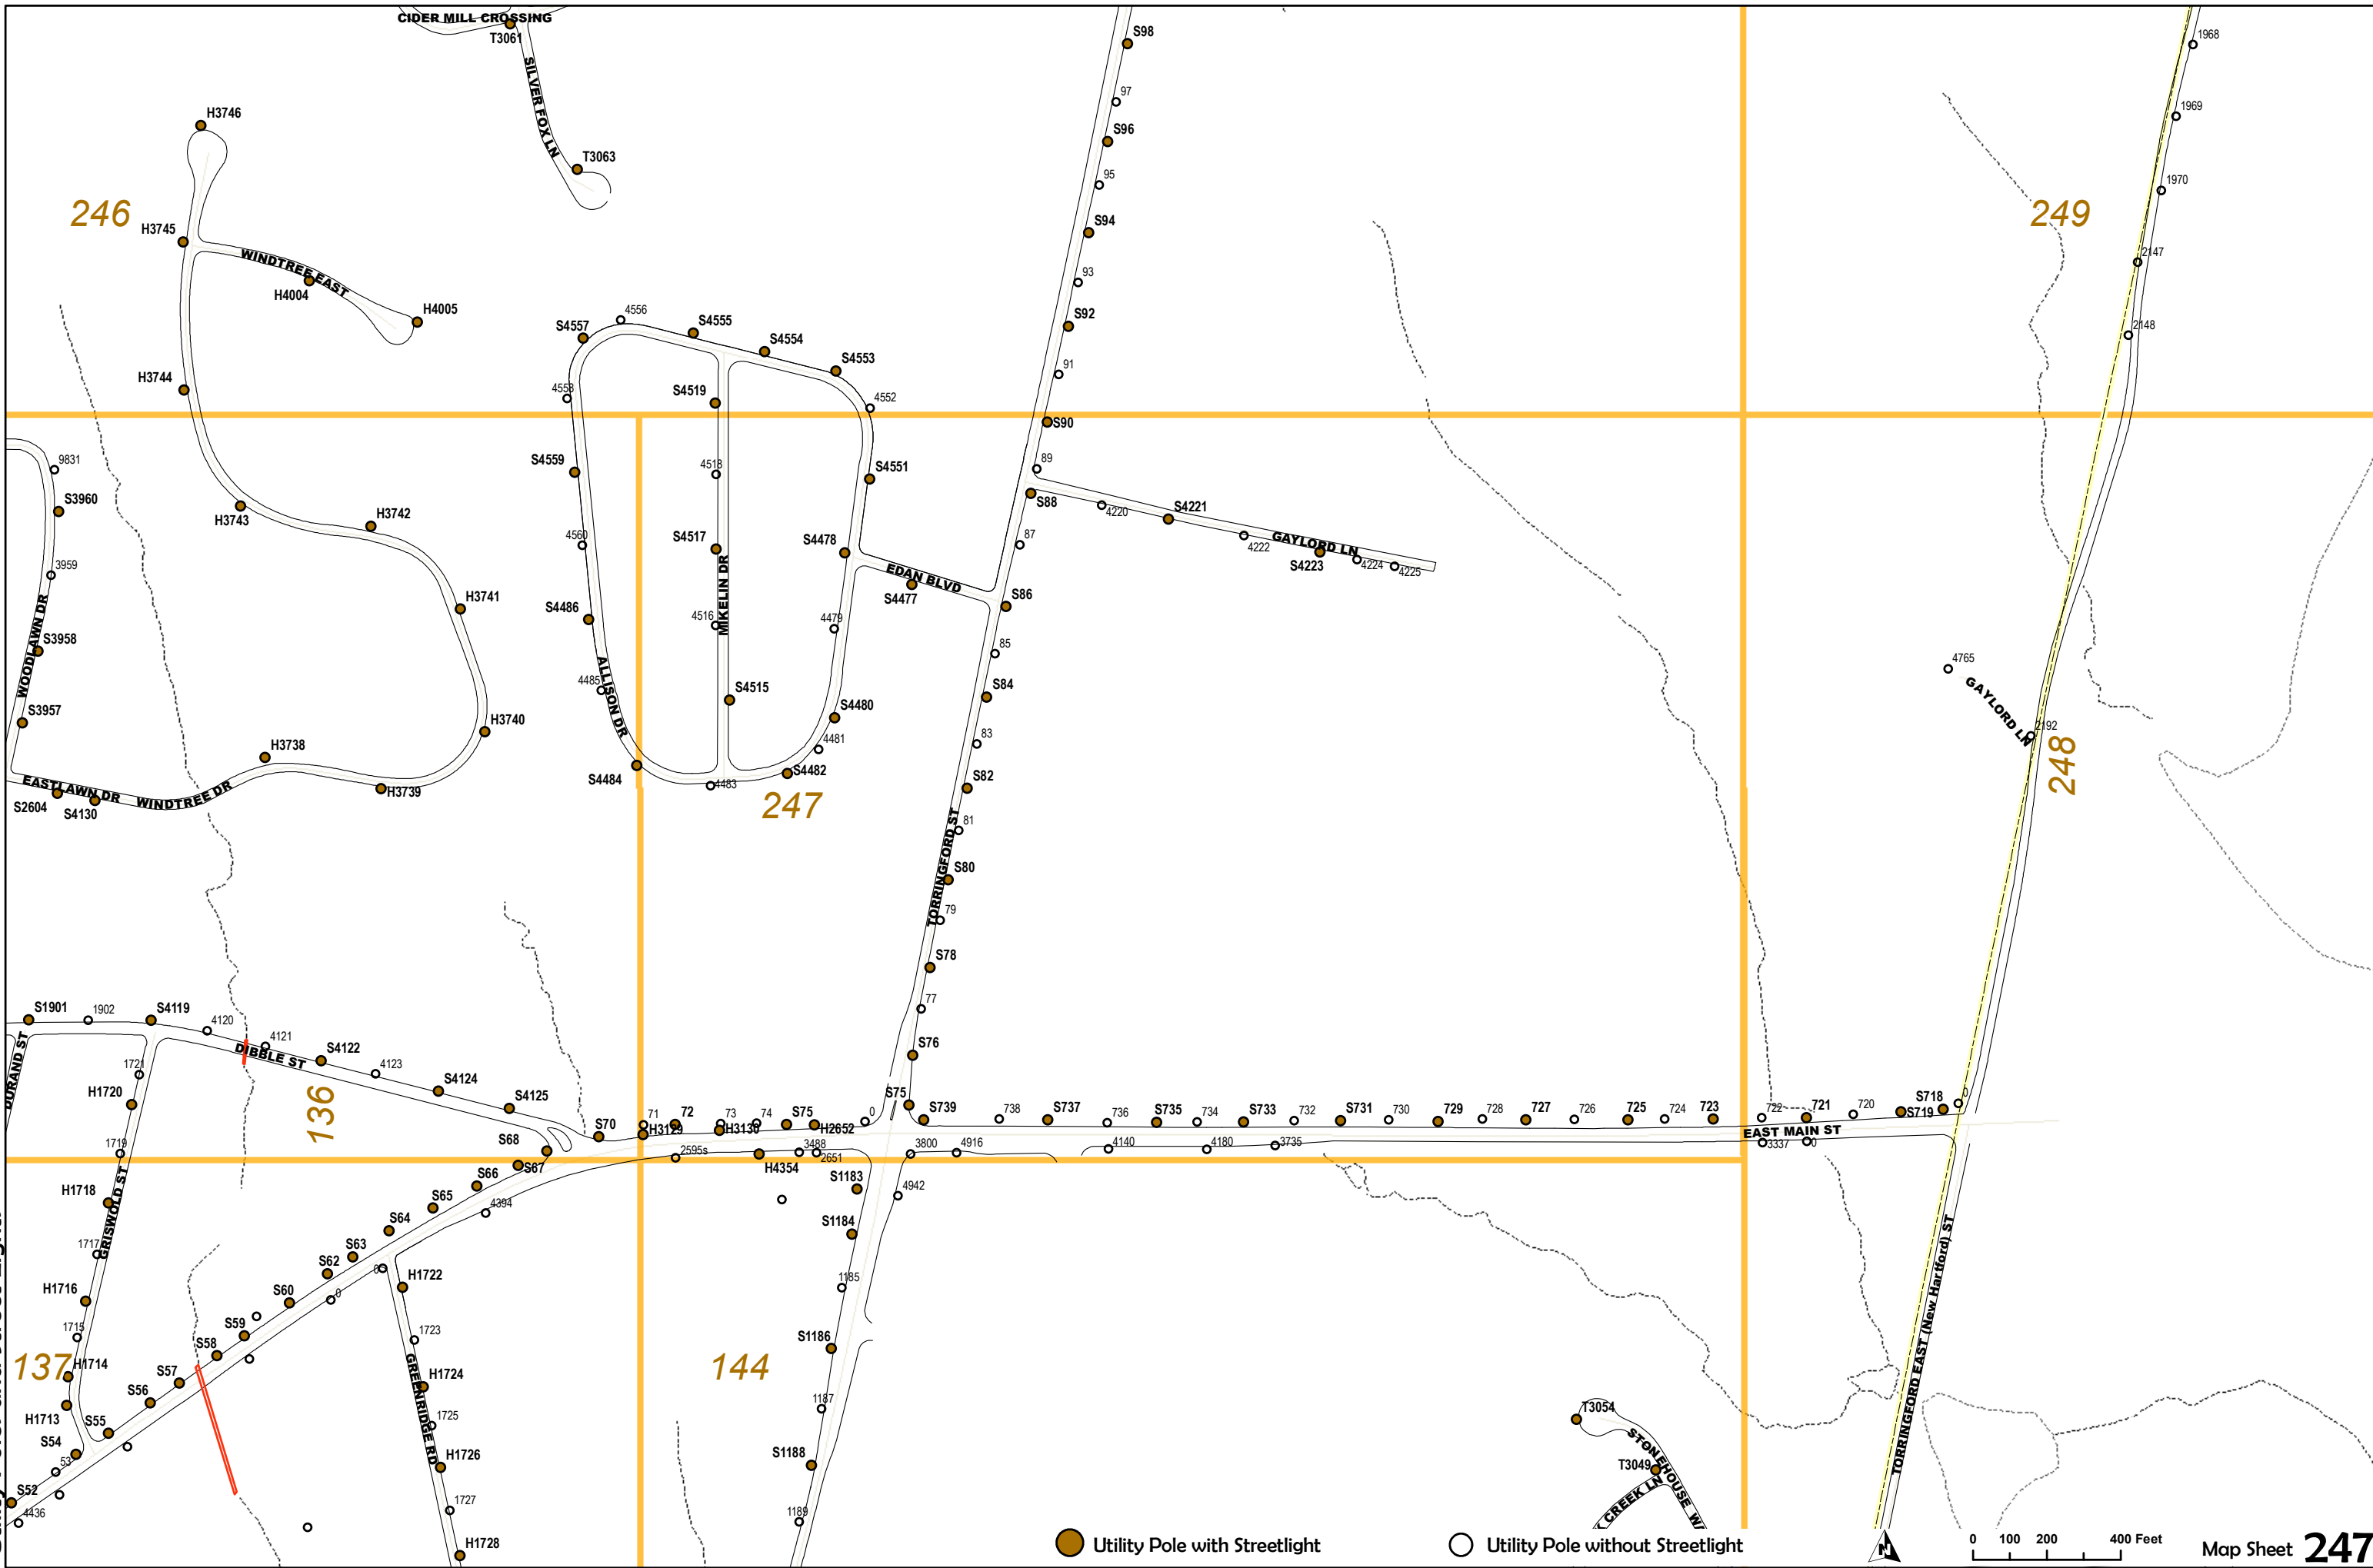 CIDER MILL CROSSING
T3061
SILVER FOX LN
T3063
S98
97
S96
95
S94
93
S92
91
S90
89
S88
87
S86
85
S84
83
S82
81
S80
79
S78
77
S76
S75
TORRINGFORD ST
1968
1969
1970
2147
2148
249
246
H3746
H3745
WINDTREE EAST
H4004
H4005
H3744
H3743
H3742
H3741
H3740
H3739
H3738
WINDTREE DR
EASTLAWN DR
S2604
S4130
9831
S3960
3959
WOODLAWN DR
S3958
S3957
S4557
4556
S4555
S4554
S4553
4552
S4551
S4519
4518
S4517
4516
MIKELIN DR
S4515
S4559
4560
S4486
4485
ALLISON DR
S4484
4483
S4482
4481
S4480
4479
S4478
EDAN BLVD
S4477
247
4220
S4221
4222
GAYLORD LN
S4223
4224
4225
4765
GAYLORD LN
2192
248
S1901
1902
S4119
4120
4121
DIBBLE ST
S4122
4123
S4124
S4125
DURAND ST
136
1721
H1720
1719
H1718
GRISWOLD ST
1717
H1716
1715
H1714
H1713
137
S70
71
72
73
74
S75
0
H3129
H3130
H2652
S68
S67
S66
S65
S64
S63
S62
S60
S59
S58
S57
S56
S55
S54
53
S52
4436
4394
0
0
2595s
H4354
3488
2651
3800
4916
4942
S739
738
S737
736
S735
734
S733
732
S731
730
729
728
727
726
725
724
723
722
721
720
S719
S718
0
EAST MAIN ST
4140
4180
3735
3337
0
S1183
S1184
1185
S1186
1187
S1188
1189
144
H1722
1723
H1724
1725
GREENRIDGE RD
H1726
1727
H1728
T3054
STONEHOUSE
T3049
CREEK LN
TORRINGFORD EAST (New Hartford) ST
Utility Pole with Streetlight
Utility Pole without Streetlight
N
0 100 200 400 Feet
Map Sheet 247